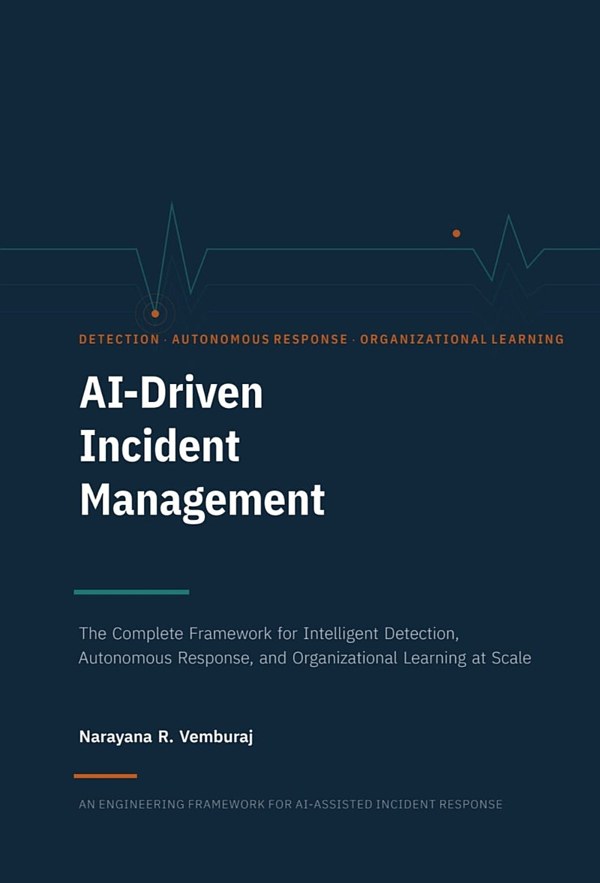 DETECTION · AUTONOMOUS RESPONSE · ORGANIZATIONAL LEARNING
AI-Driven
Incident
Management
The Complete Framework for Intelligent Detection,
Autonomous Response, and Organizational Learning at Scale
Narayana R. Vemburaj
AN ENGINEERING FRAMEWORK FOR AI-ASSISTED INCIDENT RESPONSE